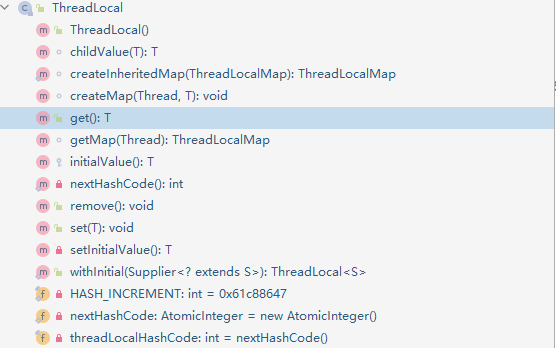 ThreadLocal
ThreadLocal()
childValue(T): T
createInheritedMap(ThreadLocalMap): ThreadLocalMap
createMap(Thread, T): void
get(): T
getMap(Thread): ThreadLocalMap
initialValue(): T
nextHashCode(): int
remove(): void
set(T): void
setInitialValue(): T
withInitial(Supplier<? extends S>): ThreadLocal<S>
HASH_INCREMENT: int = 0x61c88647
nextHashCode: AtomicInteger = new AtomicInteger()
threadLocalHashCode: int = nextHashCode()